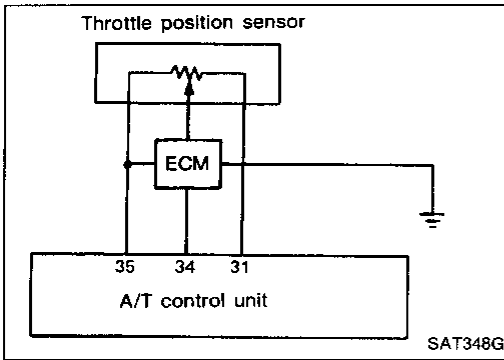 Throttle position sensor
ECM
35 34 31
A/T control unit
SAT348G